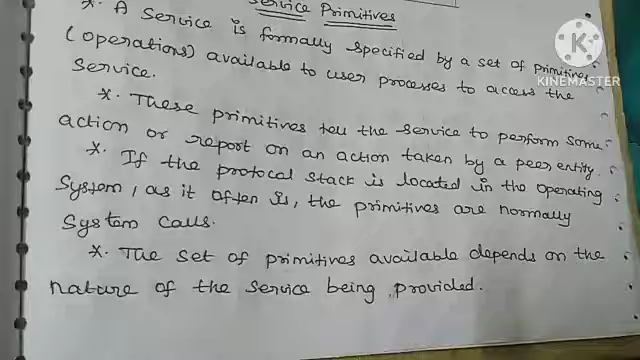 Service Primitives
*. A Service is formally specified by a set of primitives
(operations) available to user processes to access the
Service.
*. These primitives tell the service to perform some
action or report on an action taken by a peer entity.
*. If the protocal stack is located in the operating
System, as it often is, the primitives are normally
System calls.
*. The set of primitives available depends on the
nature of the service being provided.
K
KINEMASTER